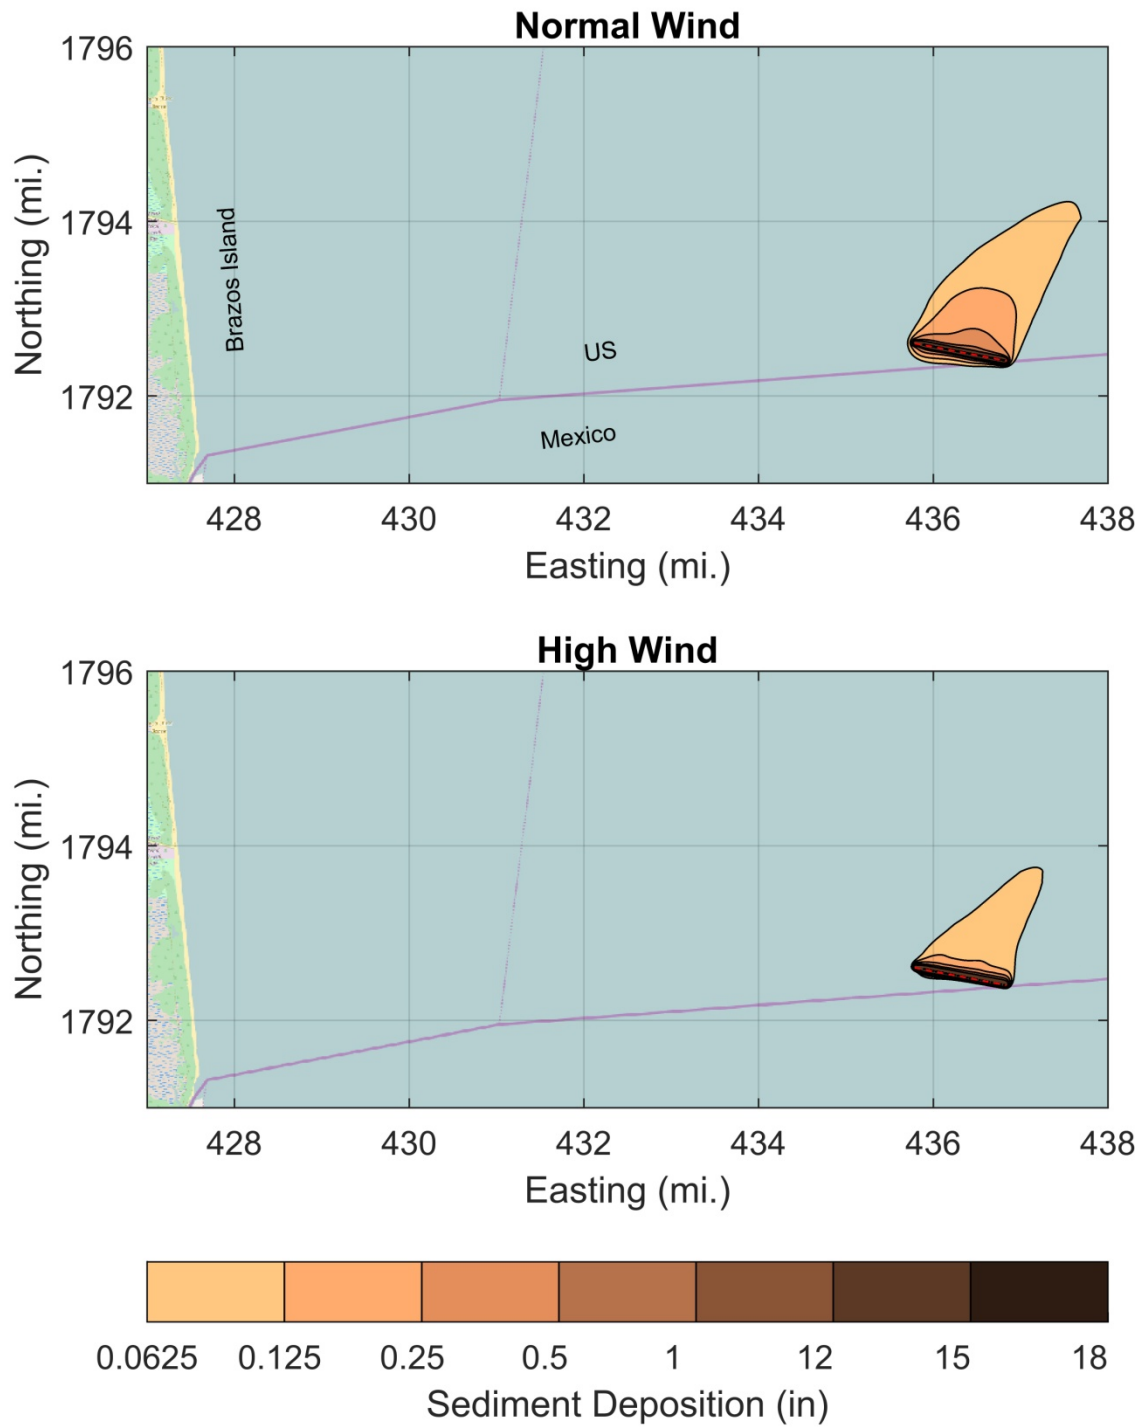 Normal Wind
1796
1794
1792
Northing (mi.)
Brazos Island
US
Mexico
428 430 432 434 436 438
Easting (mi.)
High Wind
1796
1794
1792
Northing (mi.)
428 430 432 434 436 438
Easting (mi.)
0.0625 0.125 0.25 0.5 1 12 15 18
Sediment Deposition (in)